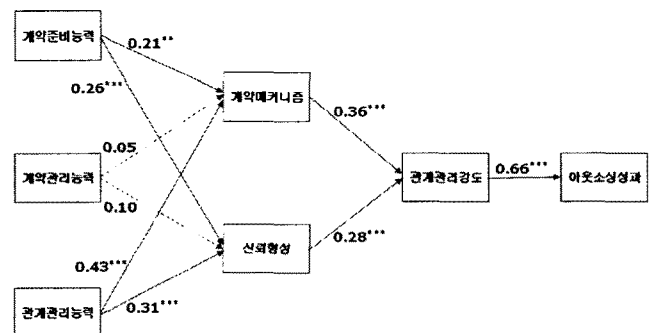 계약준비능력
0.21**
0.26***
계약메커니즘
0.36***
계약관리능력
0.05
0.10
관계관리강도
0.66***
아웃소싱성과
신뢰형성
0.28***
0.43***
0.31***
관계관리능력